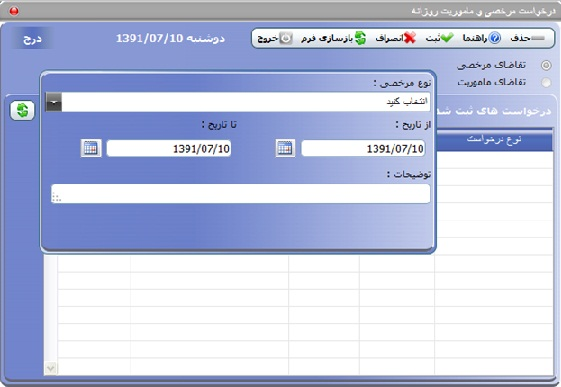 درخواست مرخصی و ماموریت روزانه
حذف راهنما ثبت انصراف بازسازی فرم خروج دوشنبه 1391/07/10 درج
تقاضای مرخصی
تقاضای ماموریت
درخواست های ثبت شد
نوع درخواست
نوع مرخصی :
انتخاب کنید
از تاریخ : تا تاریخ :
1391/07/10 1391/07/10
توضیحات :